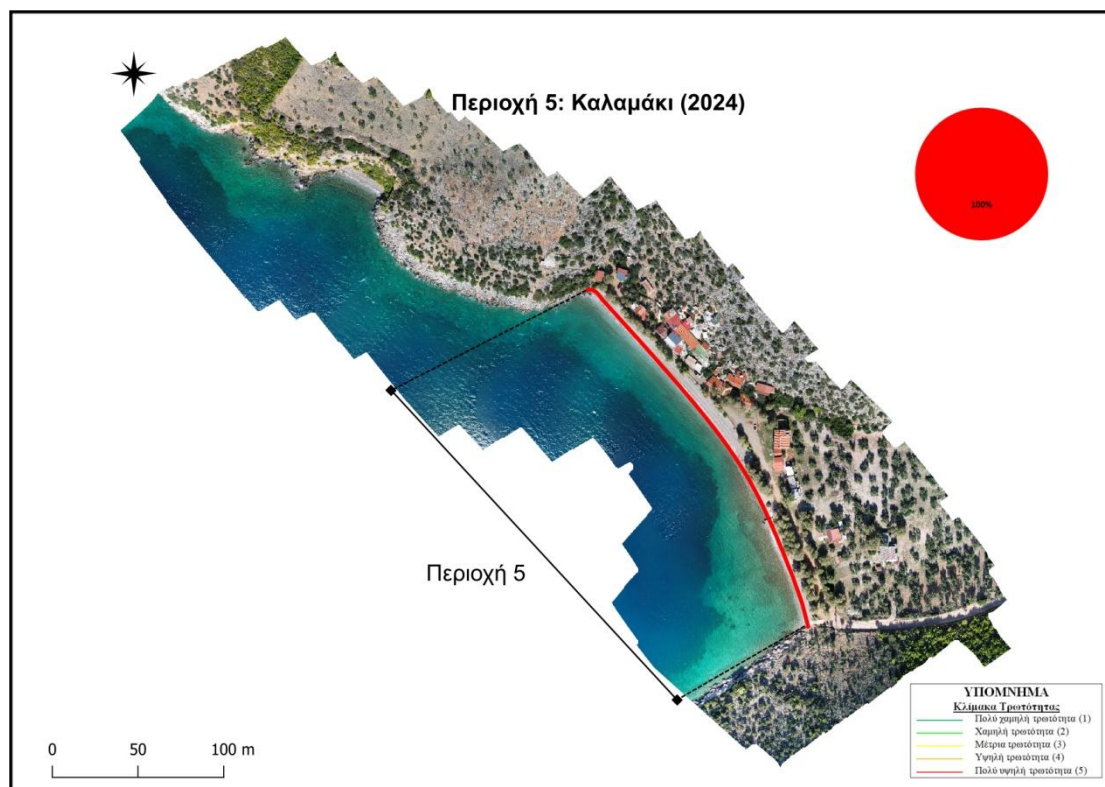 Περιοχή 5: Καλαμάκι (2024)
100%
Περιοχή 5
0 50 100 m
ΥΠΟΜΝΗΜΑ
Κλίμακα Τρωτότητας
Πολύ χαμηλή τρωτότητα (1)
Χαμηλή τρωτότητα (2)
Μέτρια τρωτότητα (3)
Υψηλή τρωτότητα (4)
Πολύ υψηλή τρωτότητα (5)